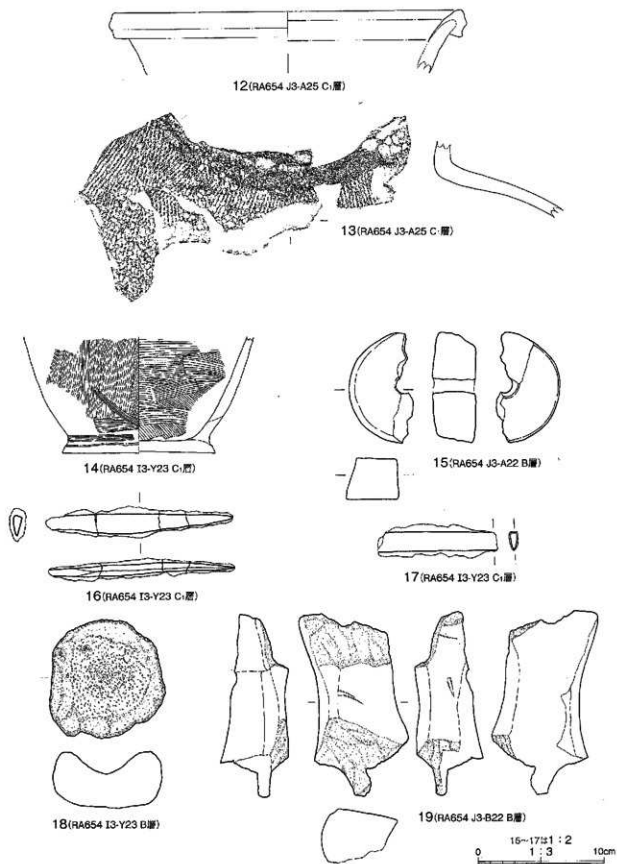 12(RA654 J3-A25 C₁層)
13(RA654 J3-A25 C層)
14(RA654 I3-Y23 C₁層)
15(RA654 J3-A22 B層)
16(RA654 I3-Y23 C₁層)
17(RA654 I3-Y23 C₁層)
18(RA654 I3-Y23 B層)
19(RA654 J3-B22 B層)
15〜17は1:2
1:3
0 10cm